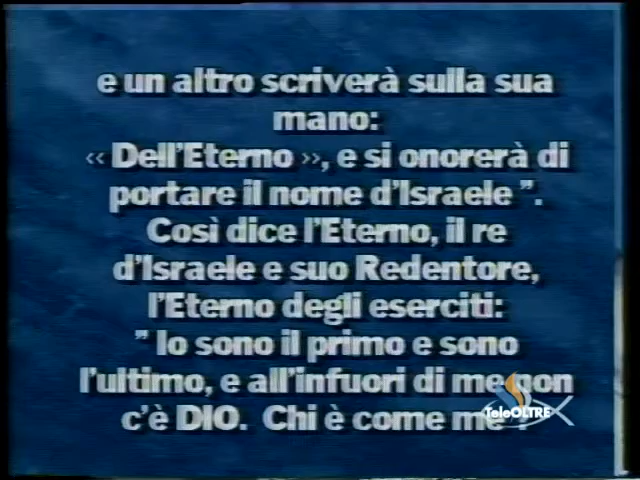 e un altro scriverà sulla sua
mano:
‹‹ Dell'Eterno ››, e si onorerà di
portare il nome d'Israele ”.
Così dice l'Eterno, il re
d'Israele e suo Redentore,
l'Eterno degli eserciti:
” Io sono il primo e sono
l'ultimo, e all'infuori di me non
c'è DIO. Chi è come me ?
TeleOLTRE